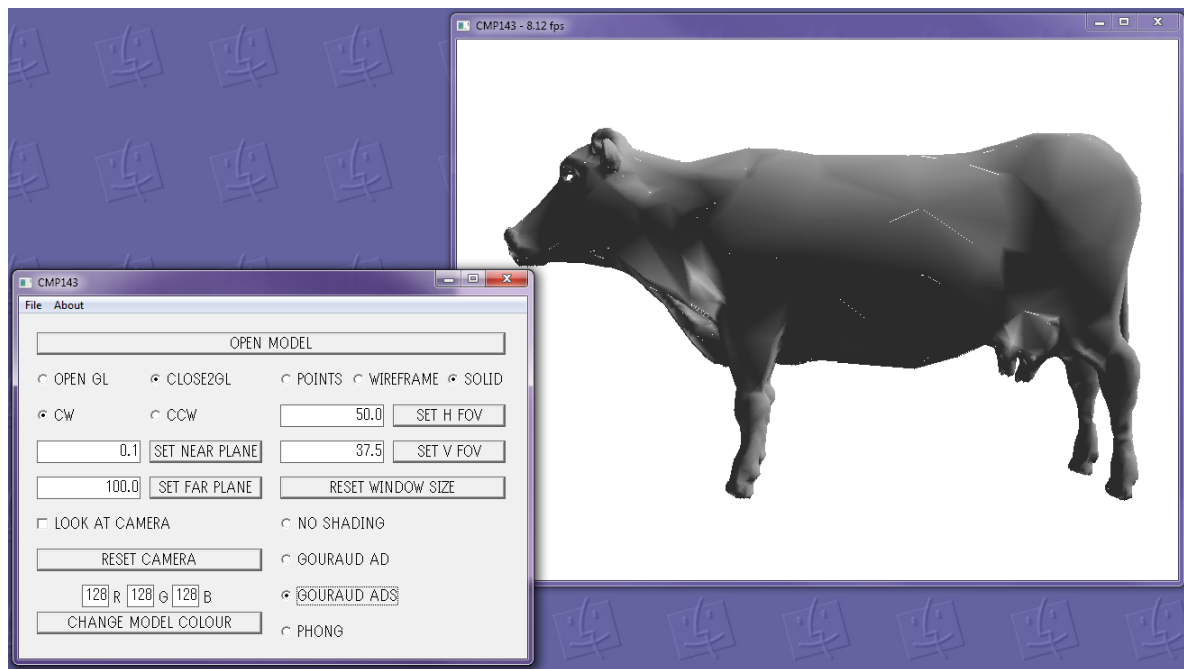 CMP143 - 8.12 fps
CMP143
File About
OPEN MODEL
OPEN GL CLOSE2GL POINTS WIREFRAME SOLID
CW CCW 50.0 SET H FOV
0.1 SET NEAR PLANE 37.5 SET V FOV
100.0 SET FAR PLANE RESET WINDOW SIZE
LOOK AT CAMERA NO SHADING
RESET CAMERA GOURAUD AD
128 R 128 G 128 B GOURAUD ADS
CHANGE MODEL COLOUR PHONG